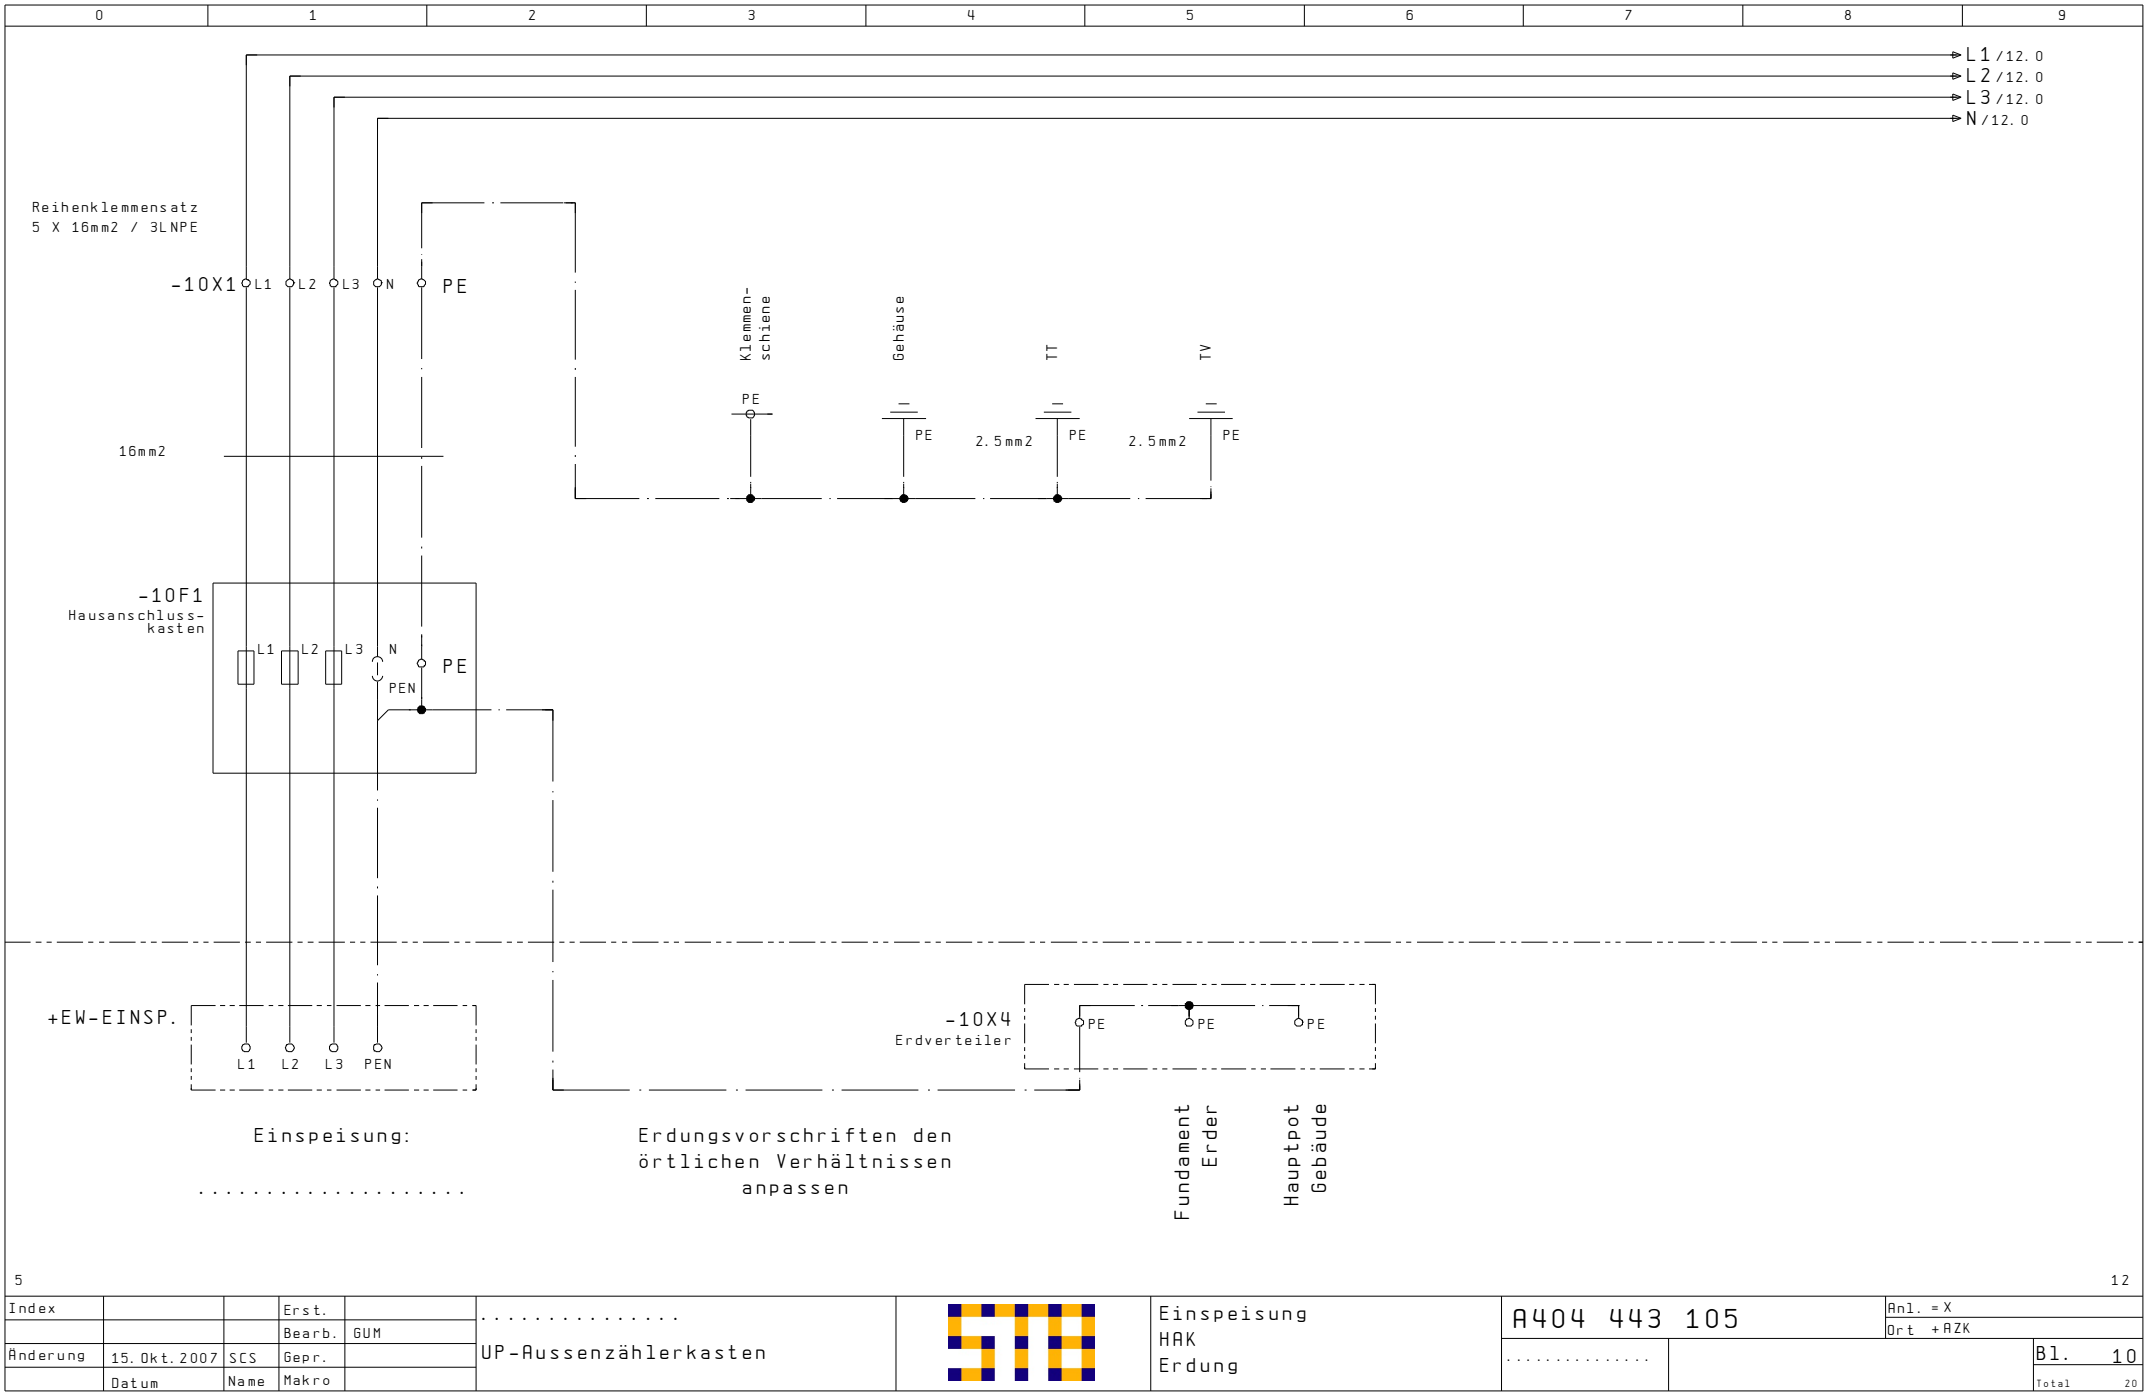 0 1 2 3 4 5 6 7 8 9
L1 /12.0
L2 /12.0
L3 /12.0
N /12.0
Reihenklemmensatz
5 X 16mm2 / 3LNPE
-10X1 L1 L2 L3 N PE
Klemmen-
schiene
Gehäuse
TT
TV
PE
PE
2.5mm2 PE
2.5mm2 PE
16mm2
-10F1
Hausanschluss-
kasten
L1 L2 L3 N
PE
PEN
+EW-EINSP.
L1 L2 L3 PEN
-10X4
Erdverteiler
PE PE PE
Einspeisung:
....................
Erdungsvorschriften den
örtlichen Verhältnissen
anpassen
Fundament
Erder
Hauptpot
Gebäude
5
12
Index Erst.
Bearb. GUM
Änderung 15.Okt.2007 SCS Gepr.
Datum Name Makro
...............
UP-Aussenzählerkasten
STB
Einspeisung
HAK
Erdung
A404 443 105
...............
Anl. =X
Ort +AZK
Bl. 10
Total 20